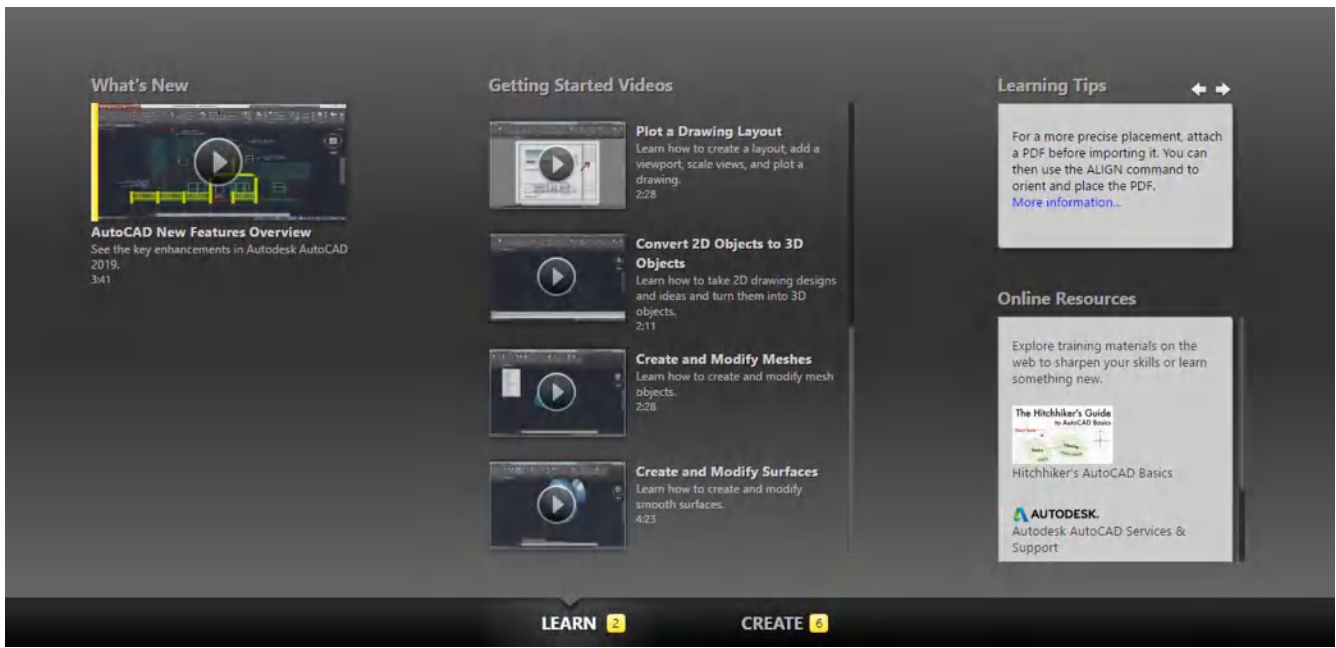 What's New
AutoCAD New Features Overview
See the key enhancements in Autodesk AutoCAD
2019.
3:41
Getting Started Videos
Plot a Drawing Layout
Learn how to create a layout, add a
viewport, scale views, and plot a
drawing.
2:28
Convert 2D Objects to 3D
Objects
Learn how to take 2D drawing designs
and ideas and turn them into 3D
objects.
2:11
Create and Modify Meshes
Learn how to create and modify mesh
objects.
2:26
Create and Modify Surfaces
Learn how to create and modify
smooth surfaces.
4:23
Learning Tips
For a more precise placement, attach
a PDF before importing it. You can
then use the ALIGN command to
orient and place the PDF.
More information...
Online Resources
Explore training materials on the
web to sharpen your skills or learn
something new.
The Hitchhiker's Guide
to AutoCAD Basics
Hitchhiker's AutoCAD Basics
AUTODESK.
Autodesk AutoCAD Services &
Support
LEARN 2
CREATE 6